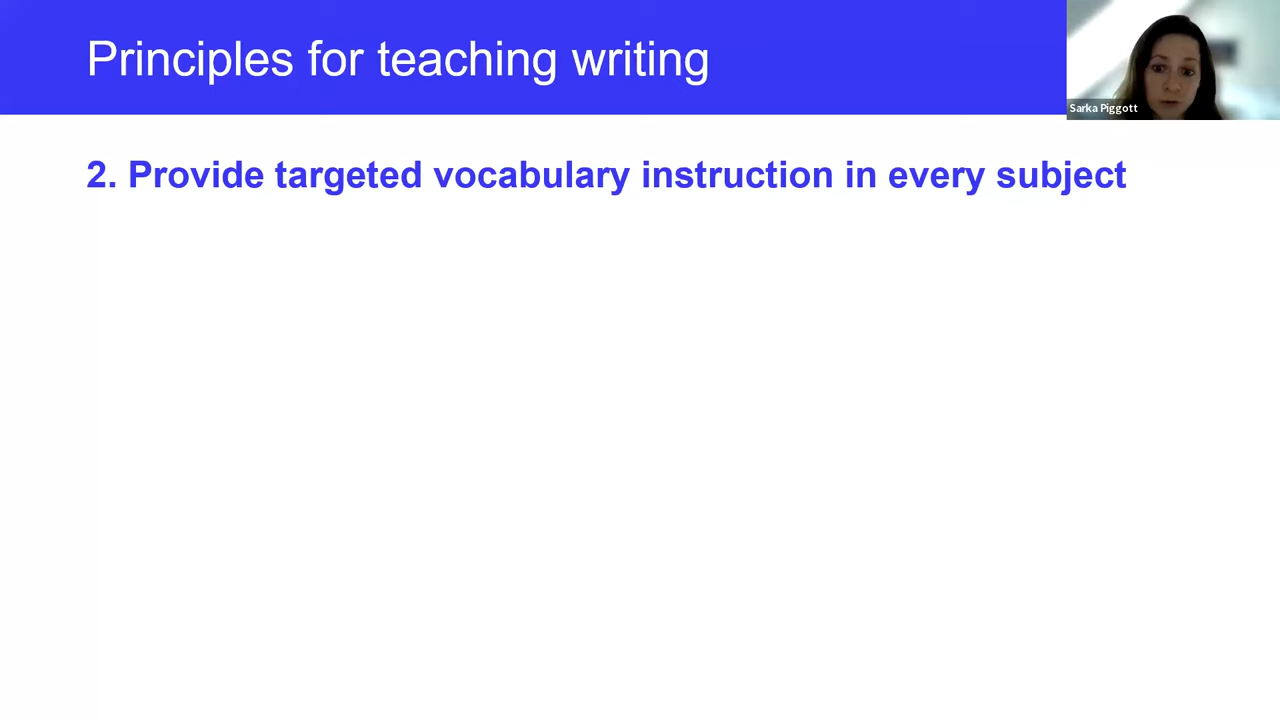 Principles for teaching writing
Sarka Piggott
2. Provide targeted vocabulary instruction in every subject